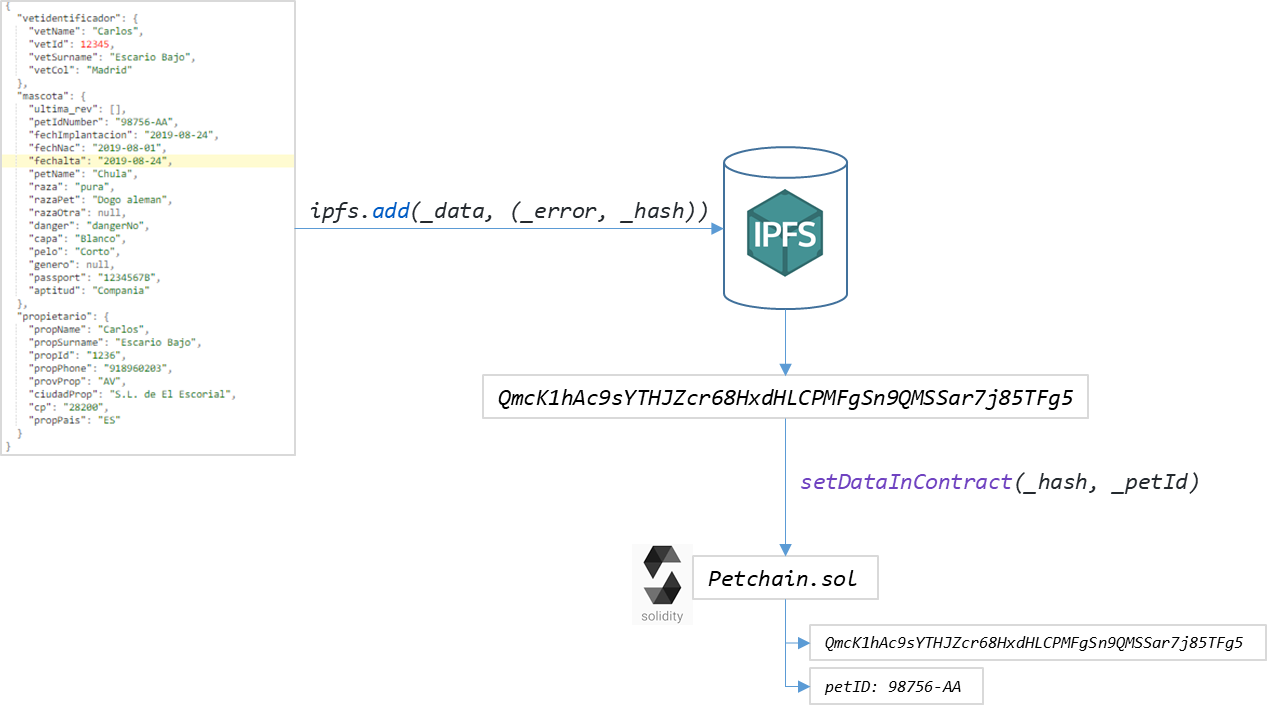 {
"vetidentificador": {
"vetName": "Carlos",
"vetId": 12345,
"vetSurname": "Escario Bajo",
"vetCol": "Madrid"
},
"mascota": {
"ultima_rev": [],
"petIdNumber": "98756-AA",
"fechImplantacion": "2019-08-24",
"fechNac": "2019-08-01",
"fechalta": "2019-08-24",
"petName": "Chula",
"raza": "pura",
"razaPet": "Dogo aleman",
"razaOtra": null,
"danger": "dangerNo",
"capa": "Blanco",
"pelo": "Corto",
"genero": null,
"passport": "12345678",
"aptitud": "Compania"
},
"propietario": {
"propName": "Carlos",
"propSurname": "Escario Bajo",
"propId": "1236",
"propPhone": "918960203",
"provProp": "AV",
"ciudadProp": "S.L. de El Escorial",
"cp": "28200",
"propPais": "ES"
}
}
ipfs.add(_data, (_error, _hash))
IPFS
QmcK1hAc9sYTHJZcr68HxdHLCPMFgSn9QMSSar7j85TFg5
setDataInContract(_hash, _petId)
solidity
Petchain.sol
QmcK1hAc9sYTHJZcr68HxdHLCPMFgSn9QMSSar7j85TFg5
petID: 98756-AA